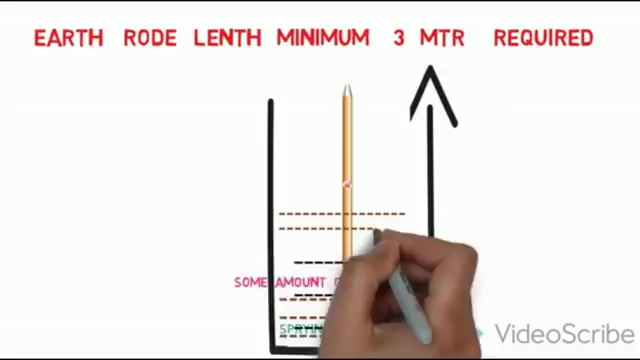 EARTH RODE LENTH MINIMUM 3 MTR REQUIRED
SOME AMOUNT
VideoScribe